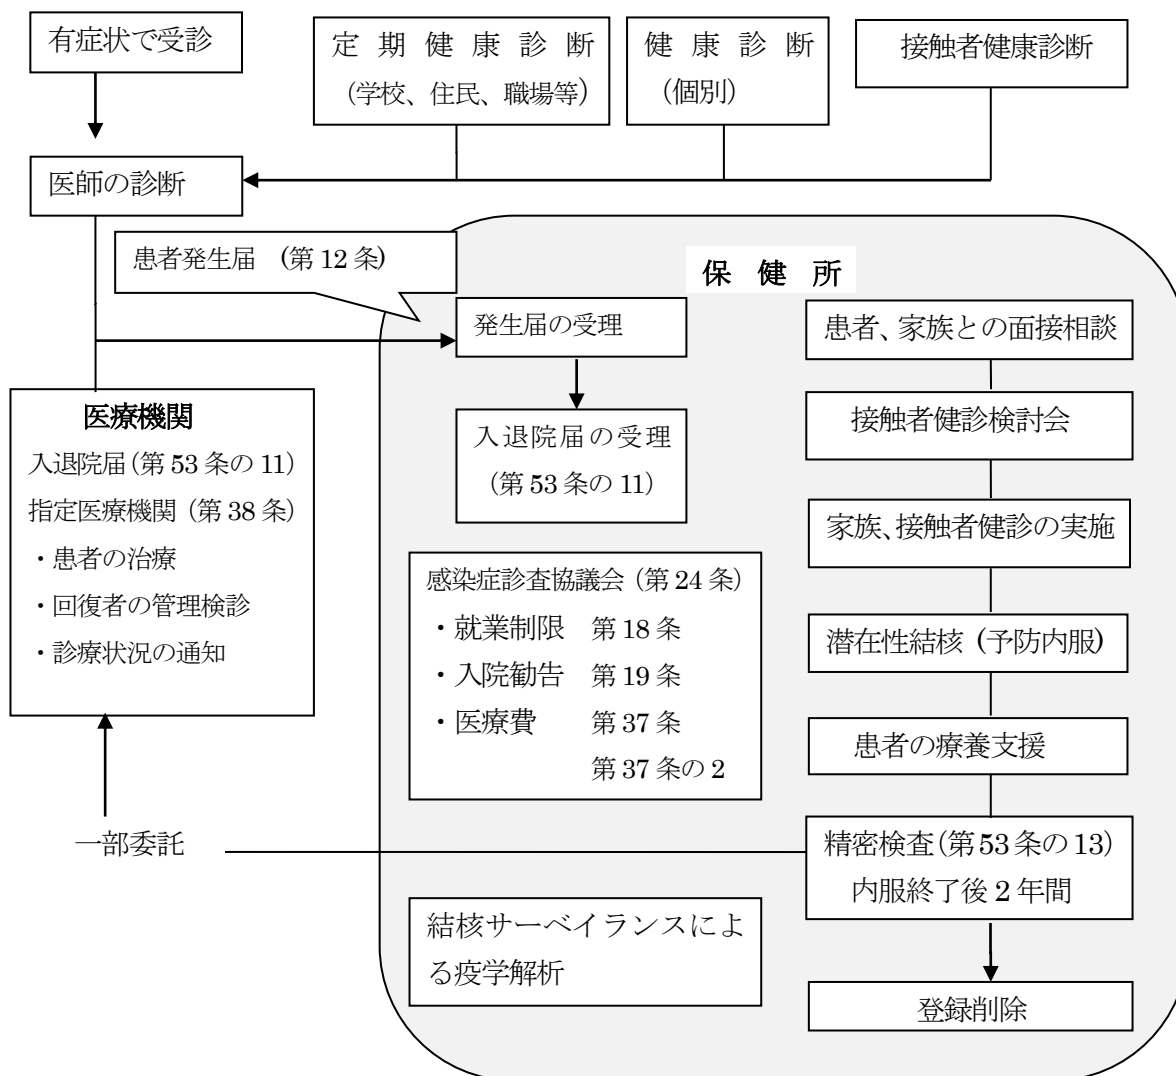 有症状で受診
定期健康診断
(学校、住民、職場等)
健康診断
(個別)
接触者健康診断
医師の診断
患者発生届 (第12条)
保健所
発生届の受理
入退院届の受理
(第53条の11)
医療機関
入退院届(第53条の11)
指定医療機関(第38条)
・患者の治療
・回復者の管理検診
・診療状況の通知
一部委託
感染症診査協議会(第24条)
・就業制限 第18条
・入院勧告 第19条
・医療費 第37条
第37条の2
結核サーベイランスによ
る疫学解析
患者、家族との面接相談
接触者健診検討会
家族、接触者健診の実施
潜在性結核(予防内服)
患者の療養支援
精密検査(第53条の13)
内服終了後2年間
登録削除